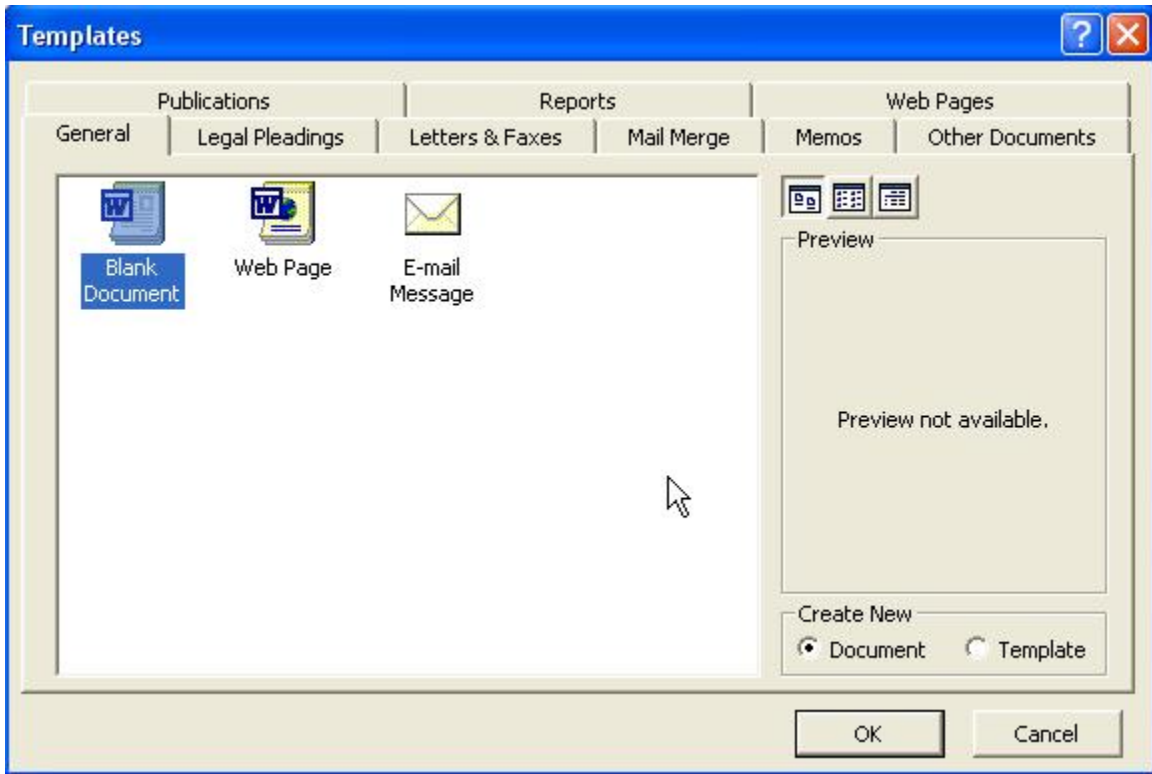 Templates
Publications Reports Web Pages
General Legal Pleadings Letters & Faxes Mail Merge Memos Other Documents
Blank Document
Web Page
E-mail Message
Preview
Preview not available.
Create New
Document Template
OK Cancel